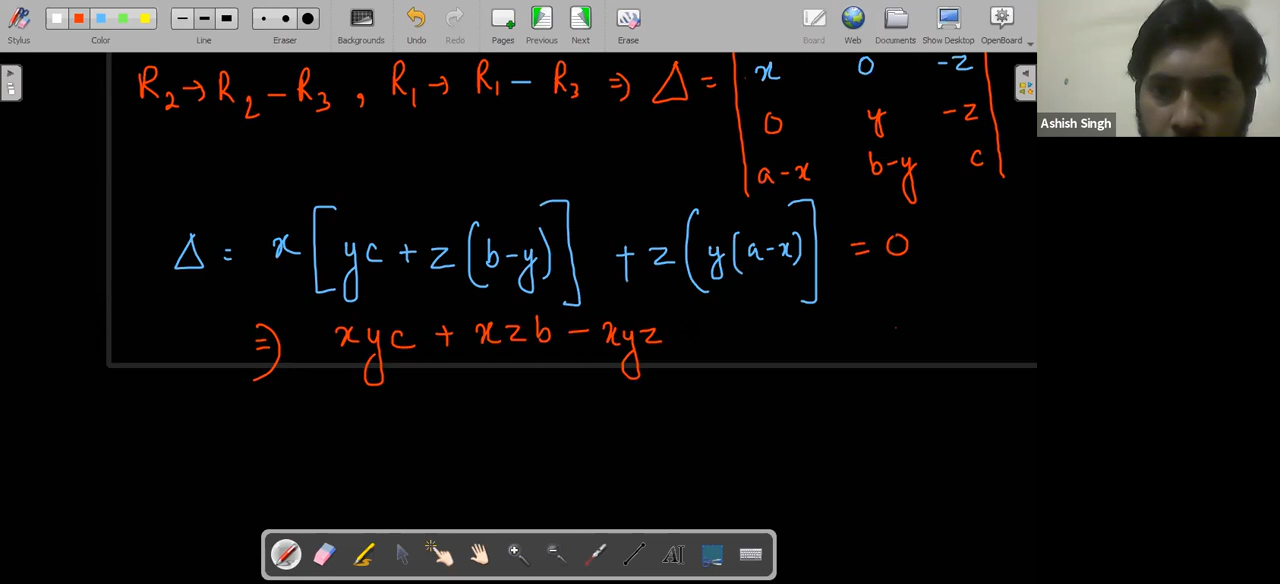 Stylus Color Line Eraser Backgrounds Undo Redo Pages Previous Next Erase Board Web Documents Show Desktop OpenBoard
R₂ → R₂ - R₃ , R₁ → R₁ - R₃ ⇒ Δ = | x 0 -z |
| 0 y -z |
| a-x b-y c |
Ashish Singh
Δ = x [ yc + z (b-y) ] + z ( y (a-x) ] = 0
⇒ xyc + xzb - xyz
AI